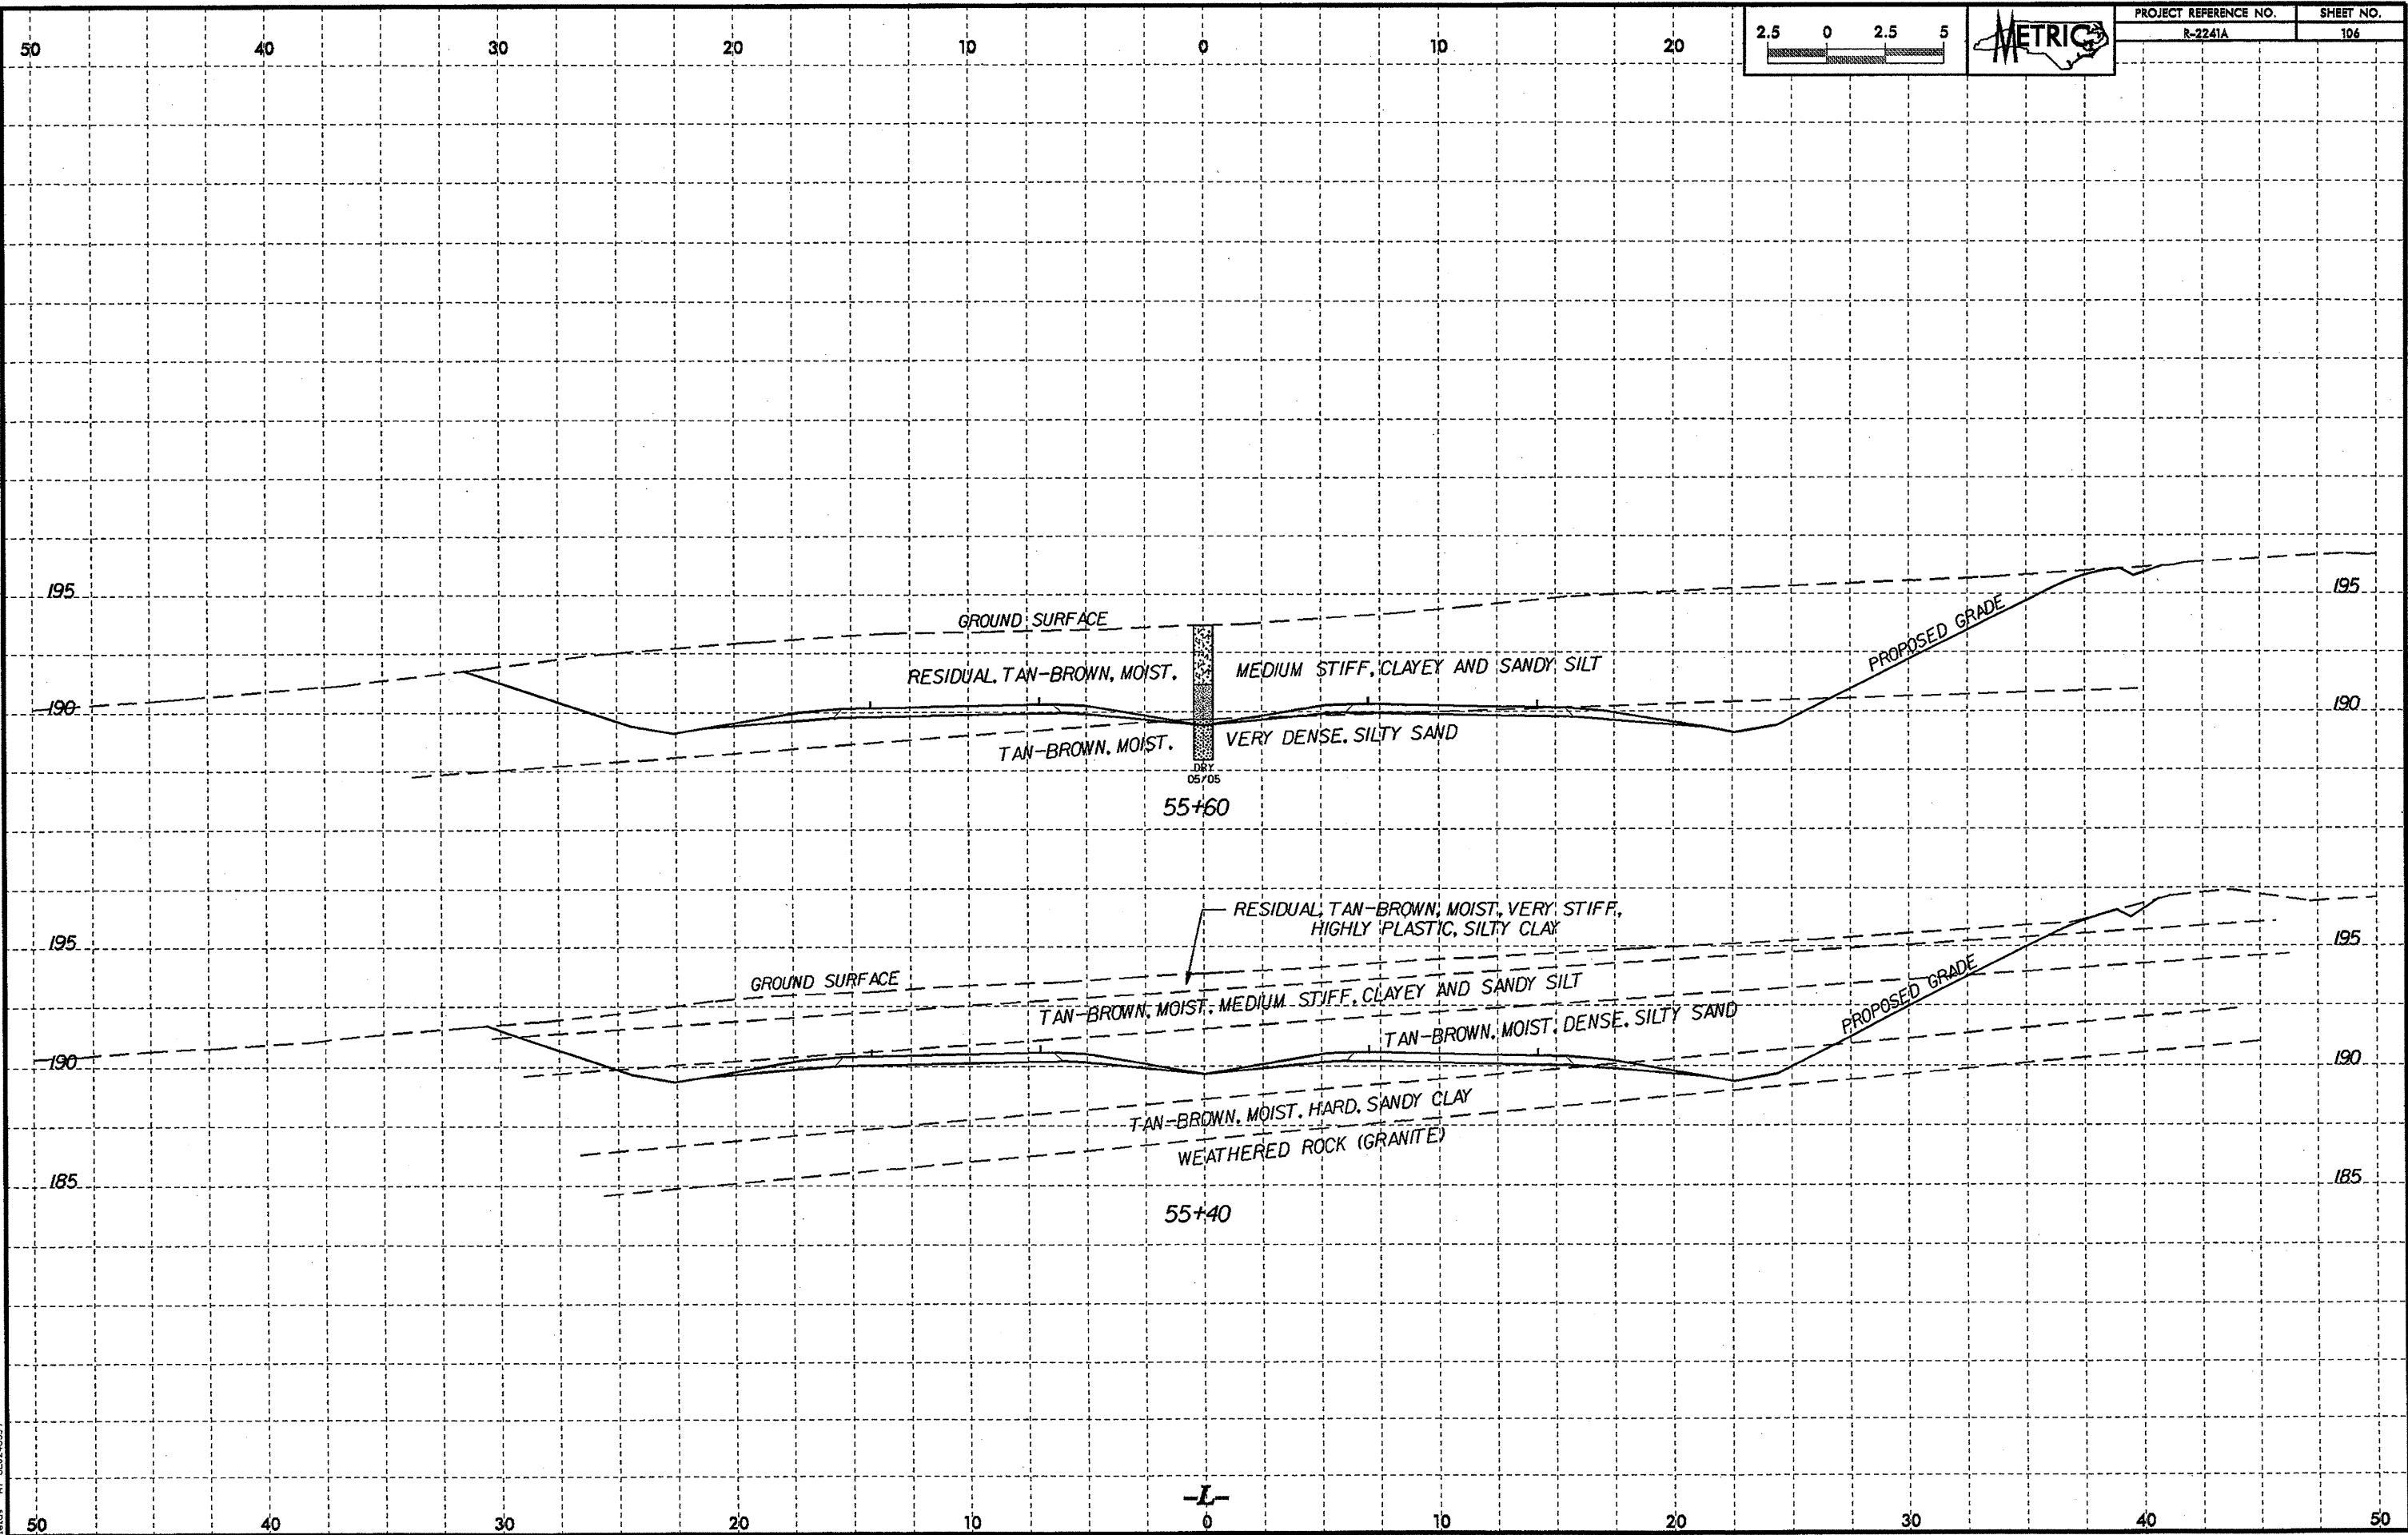 PROJECT REFERENCE NO. SHEET NO.
R-2241A 106
METRIC
2.5 0 2.5 5
50 40 30 20 10 0 10 20
195 195
GROUND SURFACE
PROPOSED GRADE
RESIDUAL, TAN-BROWN, MOIST, MEDIUM STIFF, CLAYEY AND SANDY SILT
190 190
TAN-BROWN, MOIST, VERY DENSE, SILTY SAND
DRY
05/05
55+60
RESIDUAL, TAN-BROWN, MOIST, VERY STIFF,
HIGHLY PLASTIC, SILTY CLAY
195 195
GROUND SURFACE
PROPOSED GRADE
TAN-BROWN, MOIST, MEDIUM STIFF, CLAYEY AND SANDY SILT
TAN-BROWN, MOIST, DENSE, SILTY SAND
190 190
TAN-BROWN, MOIST, HARD, SANDY CLAY
WEATHERED ROCK (GRANITE)
185 185
55+40
-L-
50 40 30 20 10 0 10 20 30 40 50